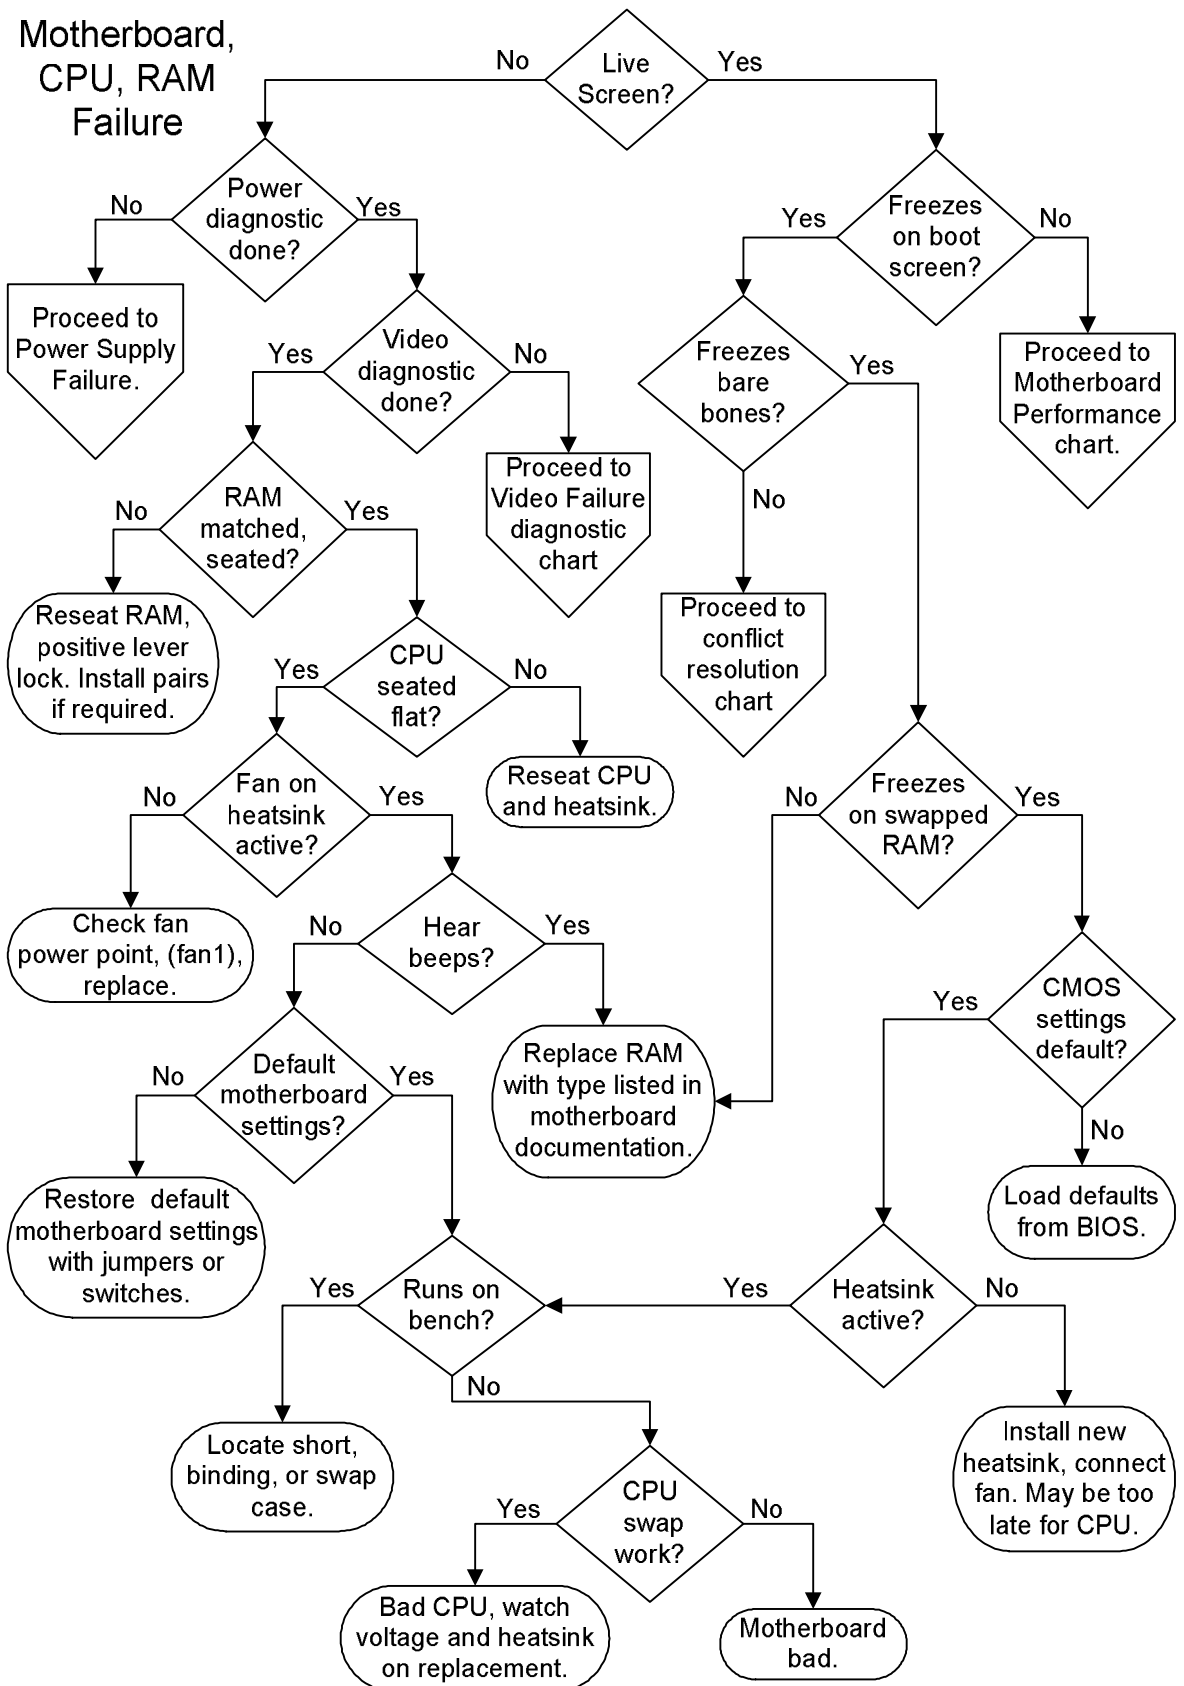 Motherboard,
CPU, RAM
Failure
Live
Screen?
No
Yes
Power
diagnostic
done?
No
Yes
Freezes
on boot
screen?
Yes
No
Proceed to
Power Supply
Failure.
Video
diagnostic
done?
Yes
No
Freezes
bare
bones?
Yes
No
Proceed to
Motherboard
Performance
chart.
RAM
matched,
seated?
No
Yes
Proceed to
Video Failure
diagnostic
chart
Reseat RAM,
positive lever
lock. Install pairs
if required.
CPU
seated
flat?
Yes
No
Proceed to
conflict
resolution
chart
Fan on
heatsink
active?
No
Yes
Reseat CPU
and heatsink.
Freezes
on swapped
RAM?
No
Yes
Check fan
power point, (fan1),
replace.
Hear
beeps?
No
Yes
CMOS
settings
default?
Yes
No
Default
motherboard
settings?
No
Yes
Replace RAM
with type listed in
motherboard
documentation.
Restore default
motherboard settings
with jumpers or
switches.
Load defaults
from BIOS.
Runs on
bench?
Yes
No
Heatsink
active?
Yes
No
Locate short,
binding, or swap
case.
CPU
swap
work?
Yes
No
Install new
heatsink, connect
fan. May be too
late for CPU.
Bad CPU, watch
voltage and heatsink
on replacement.
Motherboard
bad.